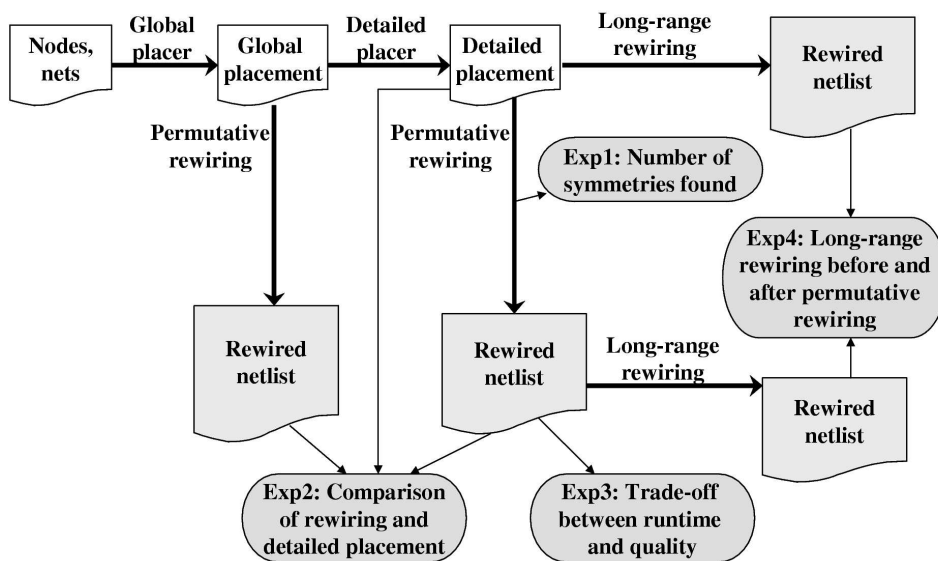 Nodes,
nets
Global
placer
Global
placement
Detailed
placer
Detailed
placement
Long-range
rewiring
Rewired
netlist
Permutative
rewiring
Permutative
rewiring
Exp1: Number of
symmetries found
Exp4: Long-range
rewiring before and
after permutative
rewiring
Rewired
netlist
Rewired
netlist
Long-range
rewiring
Rewired
netlist
Exp2: Comparison
of rewiring and
detailed placement
Exp3: Trade-off
between runtime
and quality